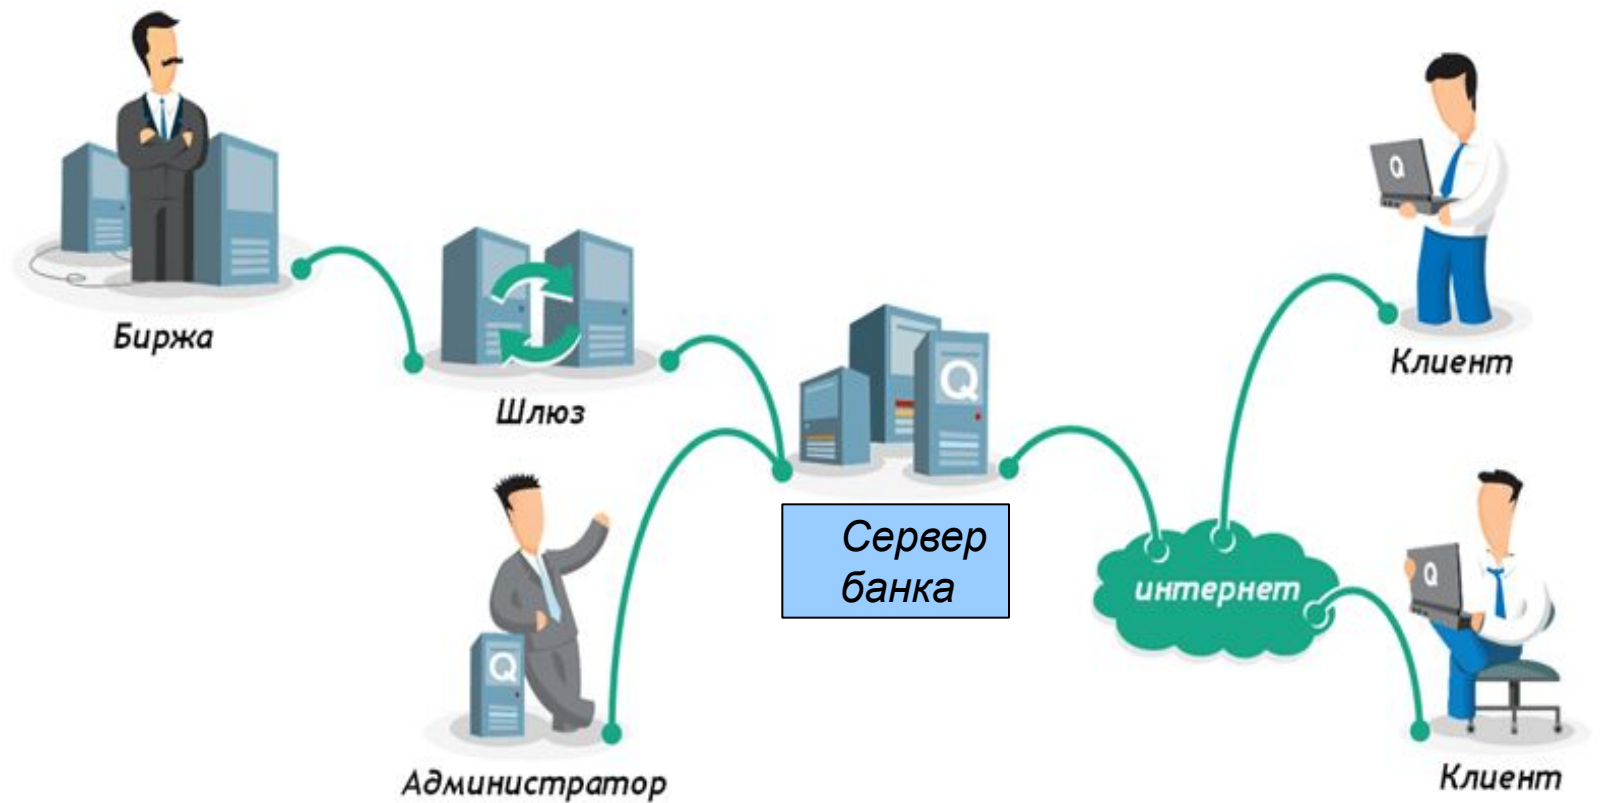 Биржа
Шлюз
Q
Сервер
банка
Q
Администратор
интернет
Q
Клиент
Q
Клиент